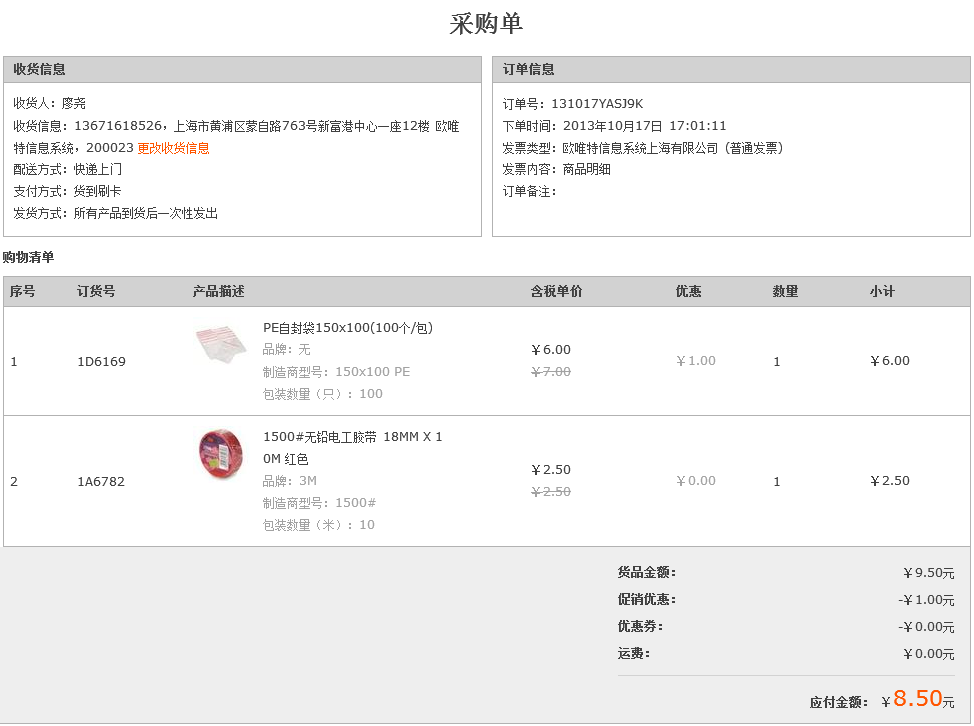 采购单
收货信息
收货人：廖尧
收货信息：13671618526，上海市黄浦区蒙自路763号新富港中心一座12楼 欧唯
特信息系统，200023 更改收货信息
配送方式：快递上门
支付方式：货到刷卡
发货方式：所有产品到货后一次性发出
订单信息
订单号：131017YASJ9K
下单时间：2013年10月17日 17:01:11
发票类型：欧唯特信息系统上海有限公司（普通发票）
发票内容：商品明细
订单备注：
购物清单
序号 订货号 产品描述 含税单价 优惠 数量 小计
PE自封袋150x100(100个/包)
品牌：无
制造商型号：150x100 PE
包装数量（只）：100
1 1D6169 ￥6.00 ￥1.00 1 ￥6.00
￥7.00
1500#无铅电工胶带 18MM X 1
0M 红色
品牌：3M
制造商型号：1500#
包装数量（米）：10
2 1A6782 ￥2.50 ￥0.00 1 ￥2.50
￥2.50
货品金额： ￥9.50元
促销优惠： -￥1.00元
优惠券： -￥0.00元
运费： ￥0.00元
应付金额： ￥8.50元